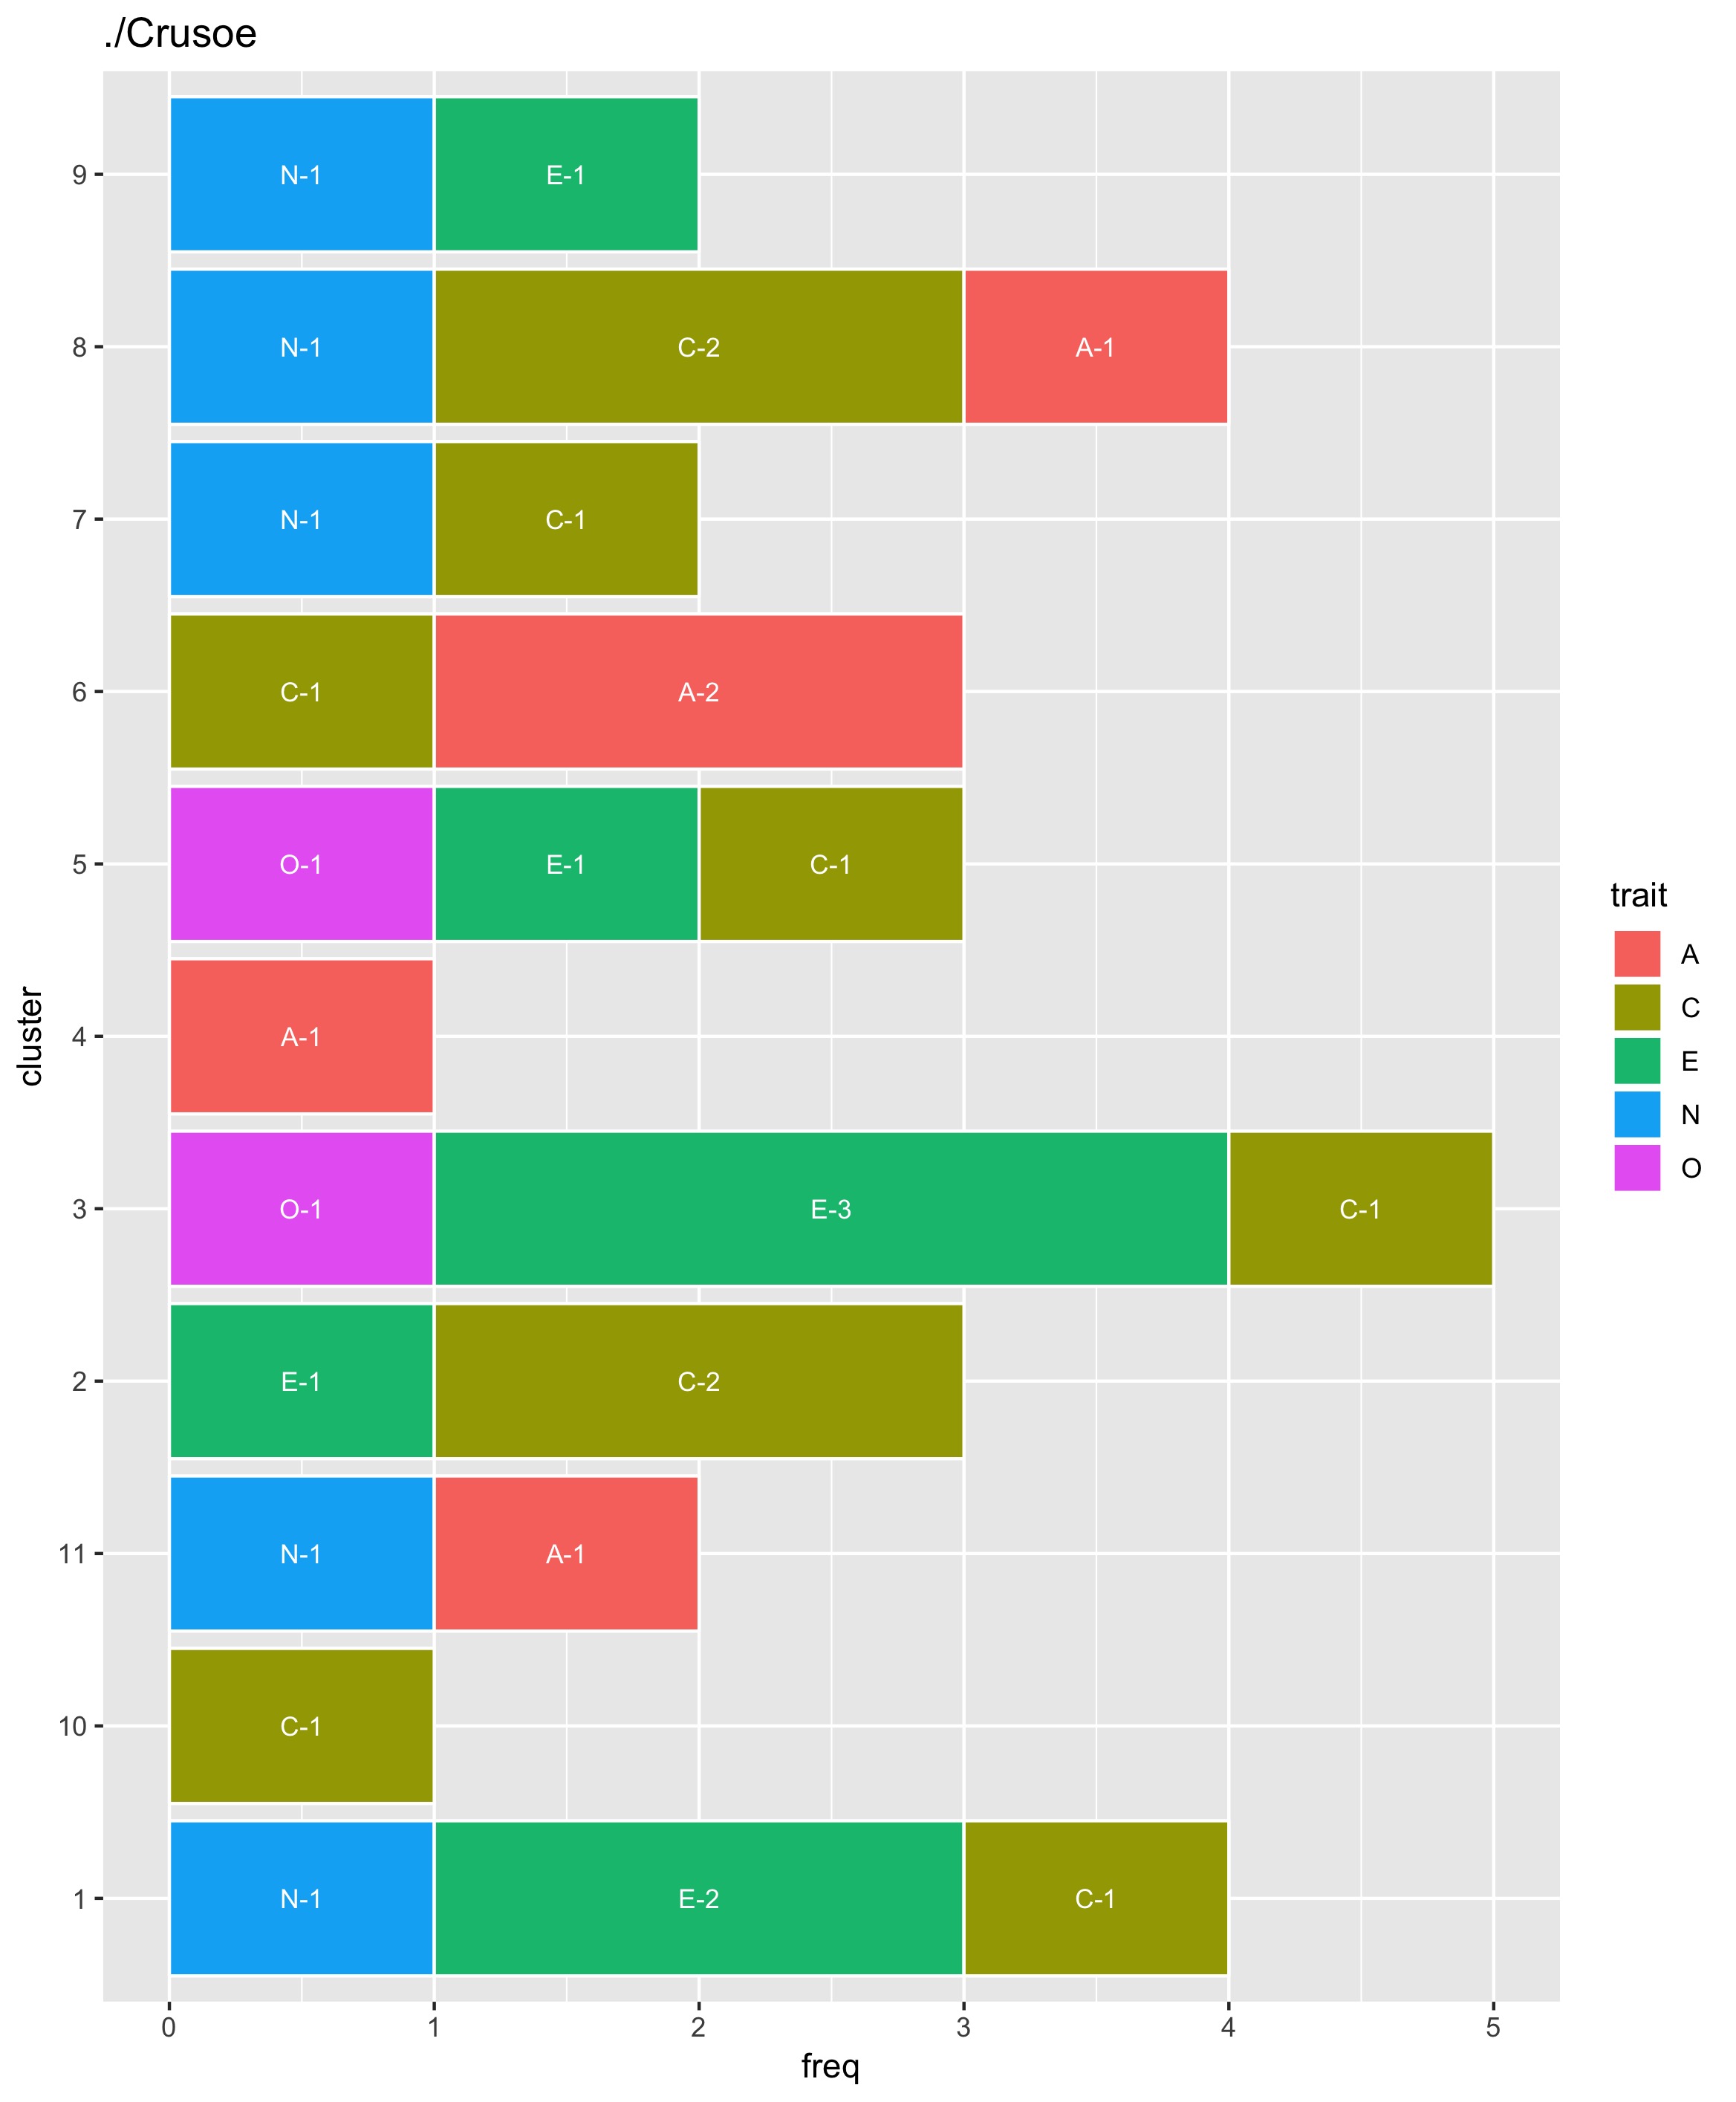 ./Crusoe
9 N-1 E-1
8 N-1 C-2 A-1
7 N-1 C-1
6 C-1 A-2
5 O-1 E-1 C-1
4 A-1
3 O-1 E-3 C-1
2 E-1 C-2
11 N-1 A-1
10 C-1
1 N-1 E-2 C-1
0 1 2 3 4 5
freq
cluster
trait
A
C
E
N
O